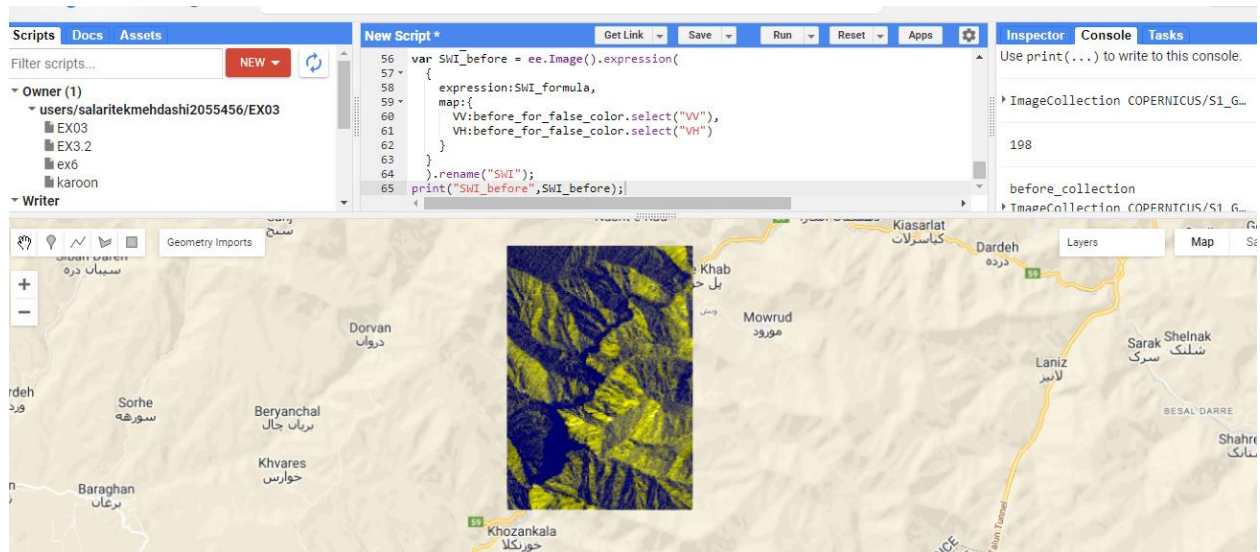 Scripts Docs Assets
Filter scripts...
NEW
Owner (1)
users/salaritekmehdashi2055456/EX03
EX03
EX3.2
ex6
karoon
Writer
New Script *
Get Link
Save
Run
Reset
Apps
56 var SWI_before = ee.Image().expression(
57 {
58 expression:SWI_formula,
59 map:{
60 VV:before_for_false_color.select("VV"),
61 VH:before_for_false_color.select("VH")
62 }
63 }
64 ).rename("SWI");
65 print("SWI_before",SWI_before);
Inspector Console Tasks
Use print(...) to write to this console.
ImageCollection COPERNICUS/S1_G…
198
before_collection
ImageCollection COPERNICUS/S1_G…
Geometry Imports
Layers
Map
Sa
سنج
سیبان دره
Kiasarlat
کیاسرلات
Dardeh
درده
59
Khab
Mowrud
مورود
Dorvan
دروان
Sarak
سرک
Shelnak
شلنک
Laniz
لانیز
Sorhe
سورهه
Beryanchal
بریان چال
BESAL DARRE
Khvares
خوارس
Baraghan
برغان
59
Khozankala
خوزنکلا